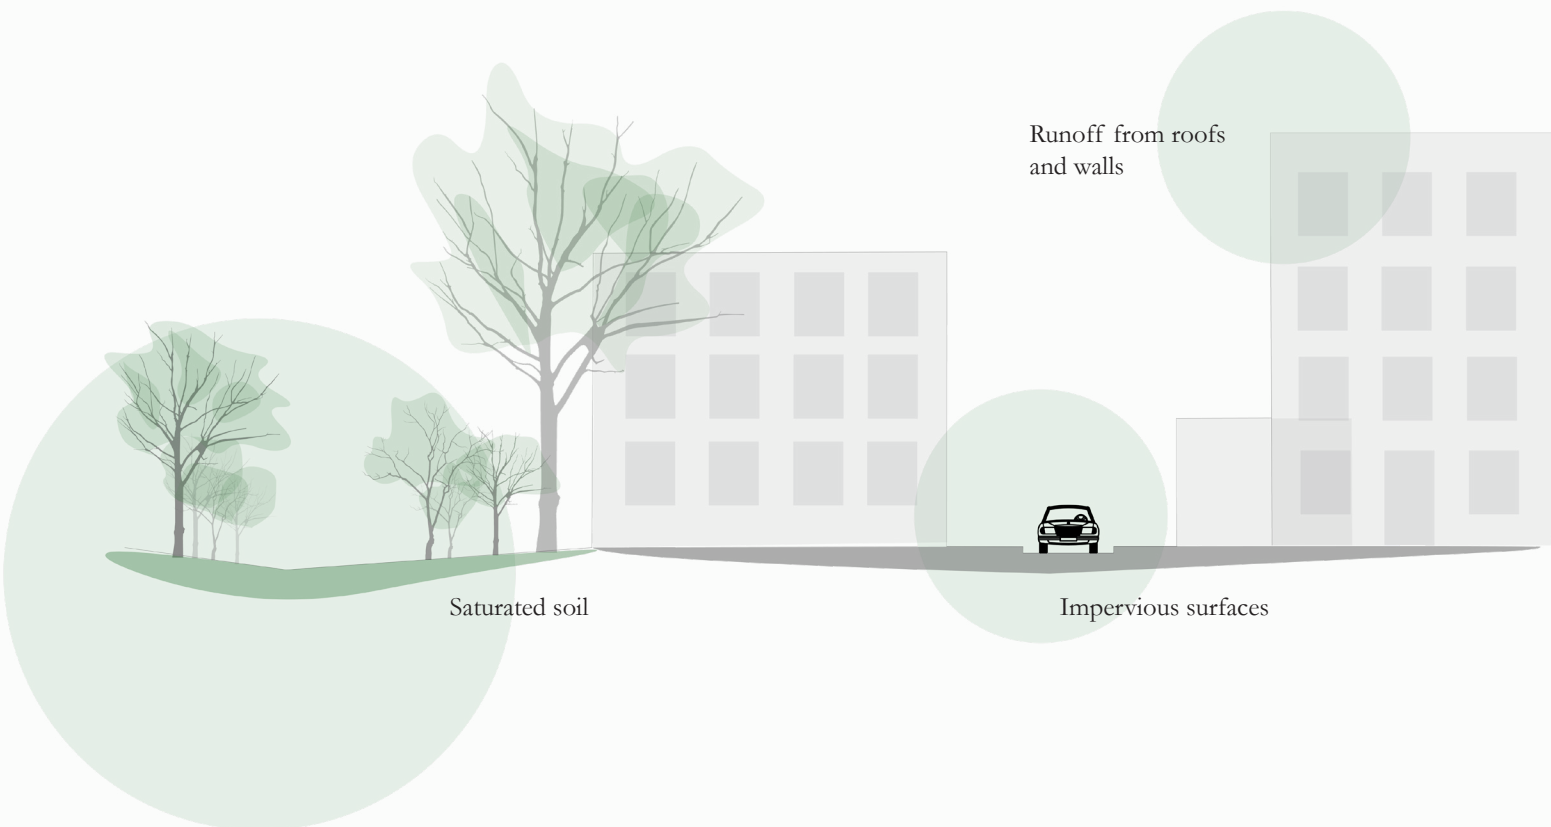 Runoff from roofs
and walls
Saturated soil
Impervious surfaces